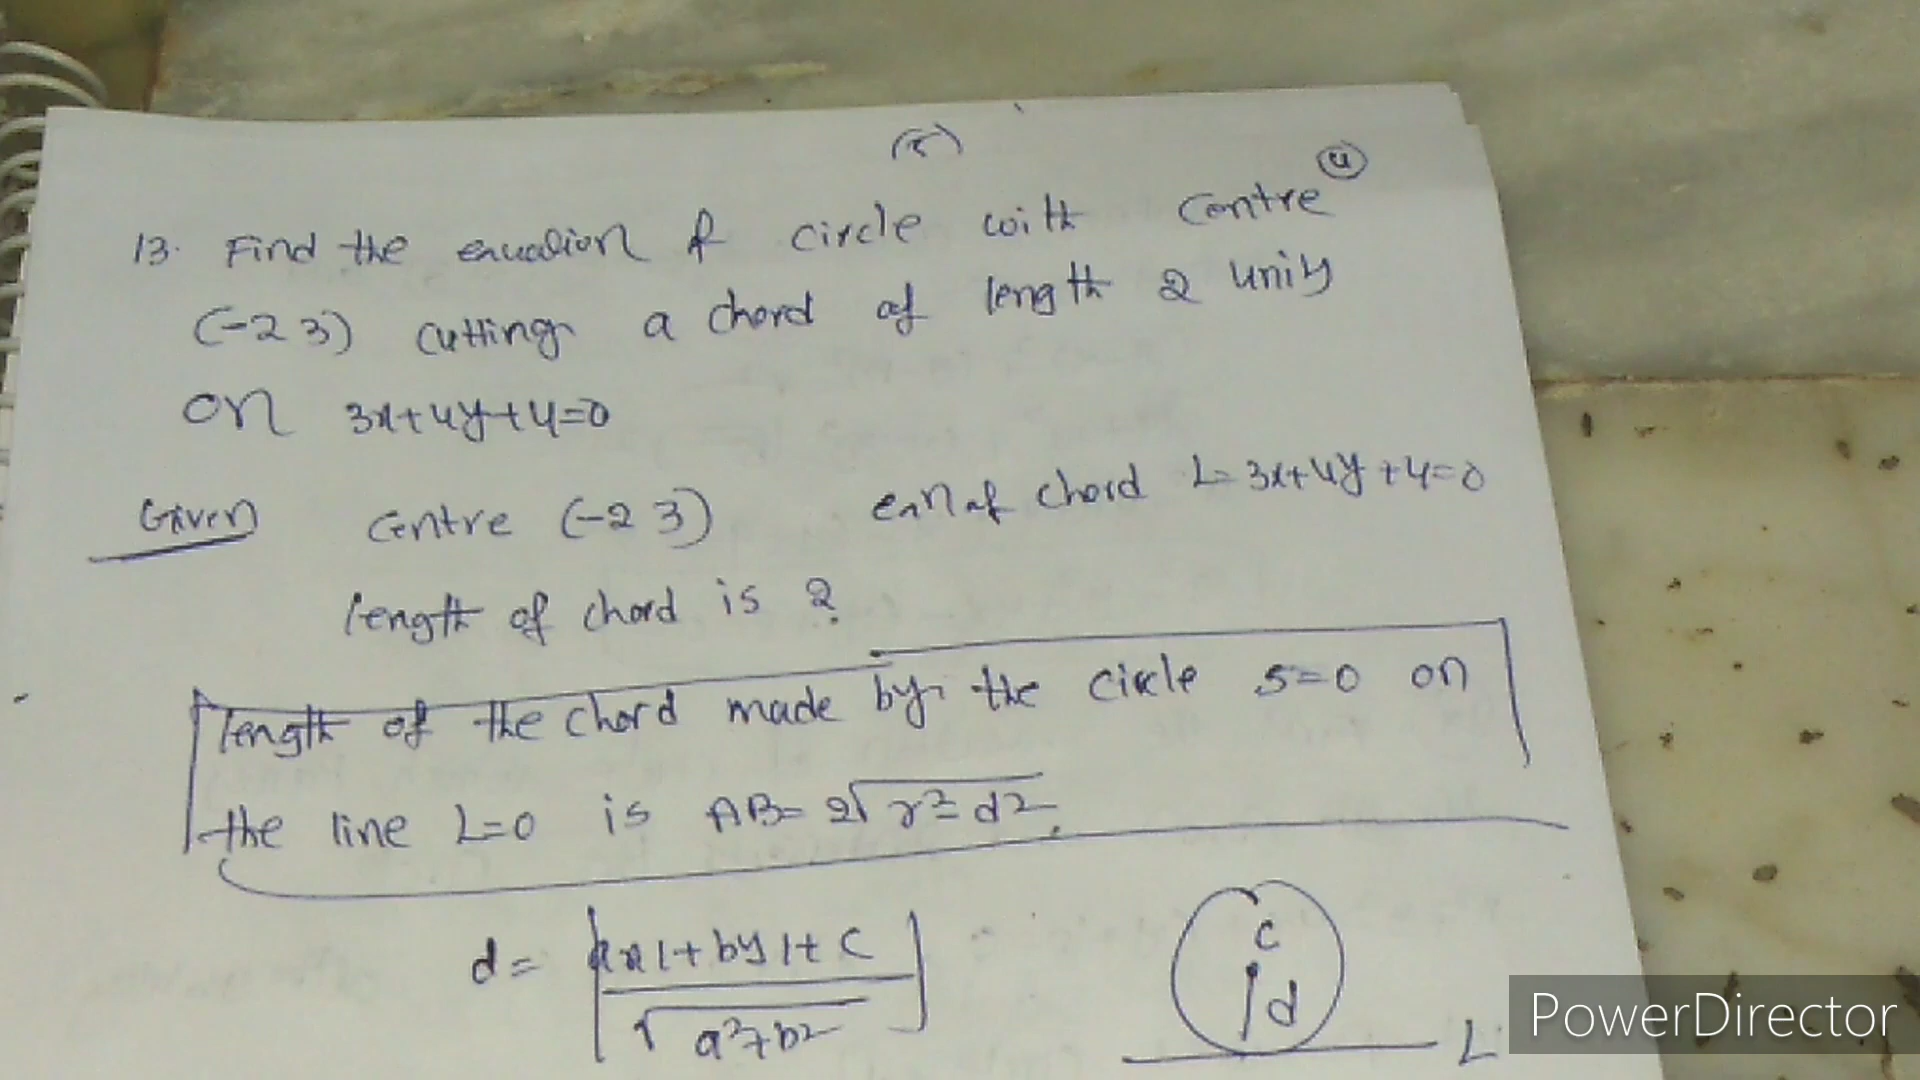 (5)
④
13. Find the equation of circle with Centre
(-2 3) cutting a chord of length 2 units
on 3x+4y+4=0
Given Centre (-2 3) eqn of chord L= 3x+4y+4=0
length of chord is 2.
length of the chord made by the circle S=0 on
the line L=0 is AB= 2√r²-d².
d= |ax1+by1+c|
√a²+b²
c
d
L
PowerDirector